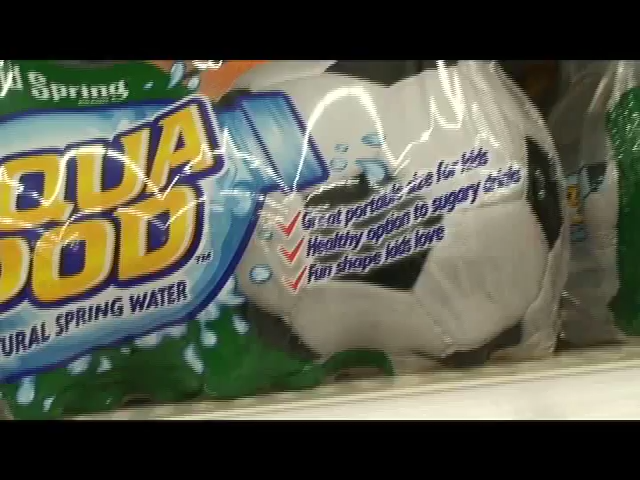 d Spring
QUA
OD™
URAL SPRING WATER
✓ Great portable size for kids
✓ Healthy option to sugary drinks
✓ Fun shape kids love